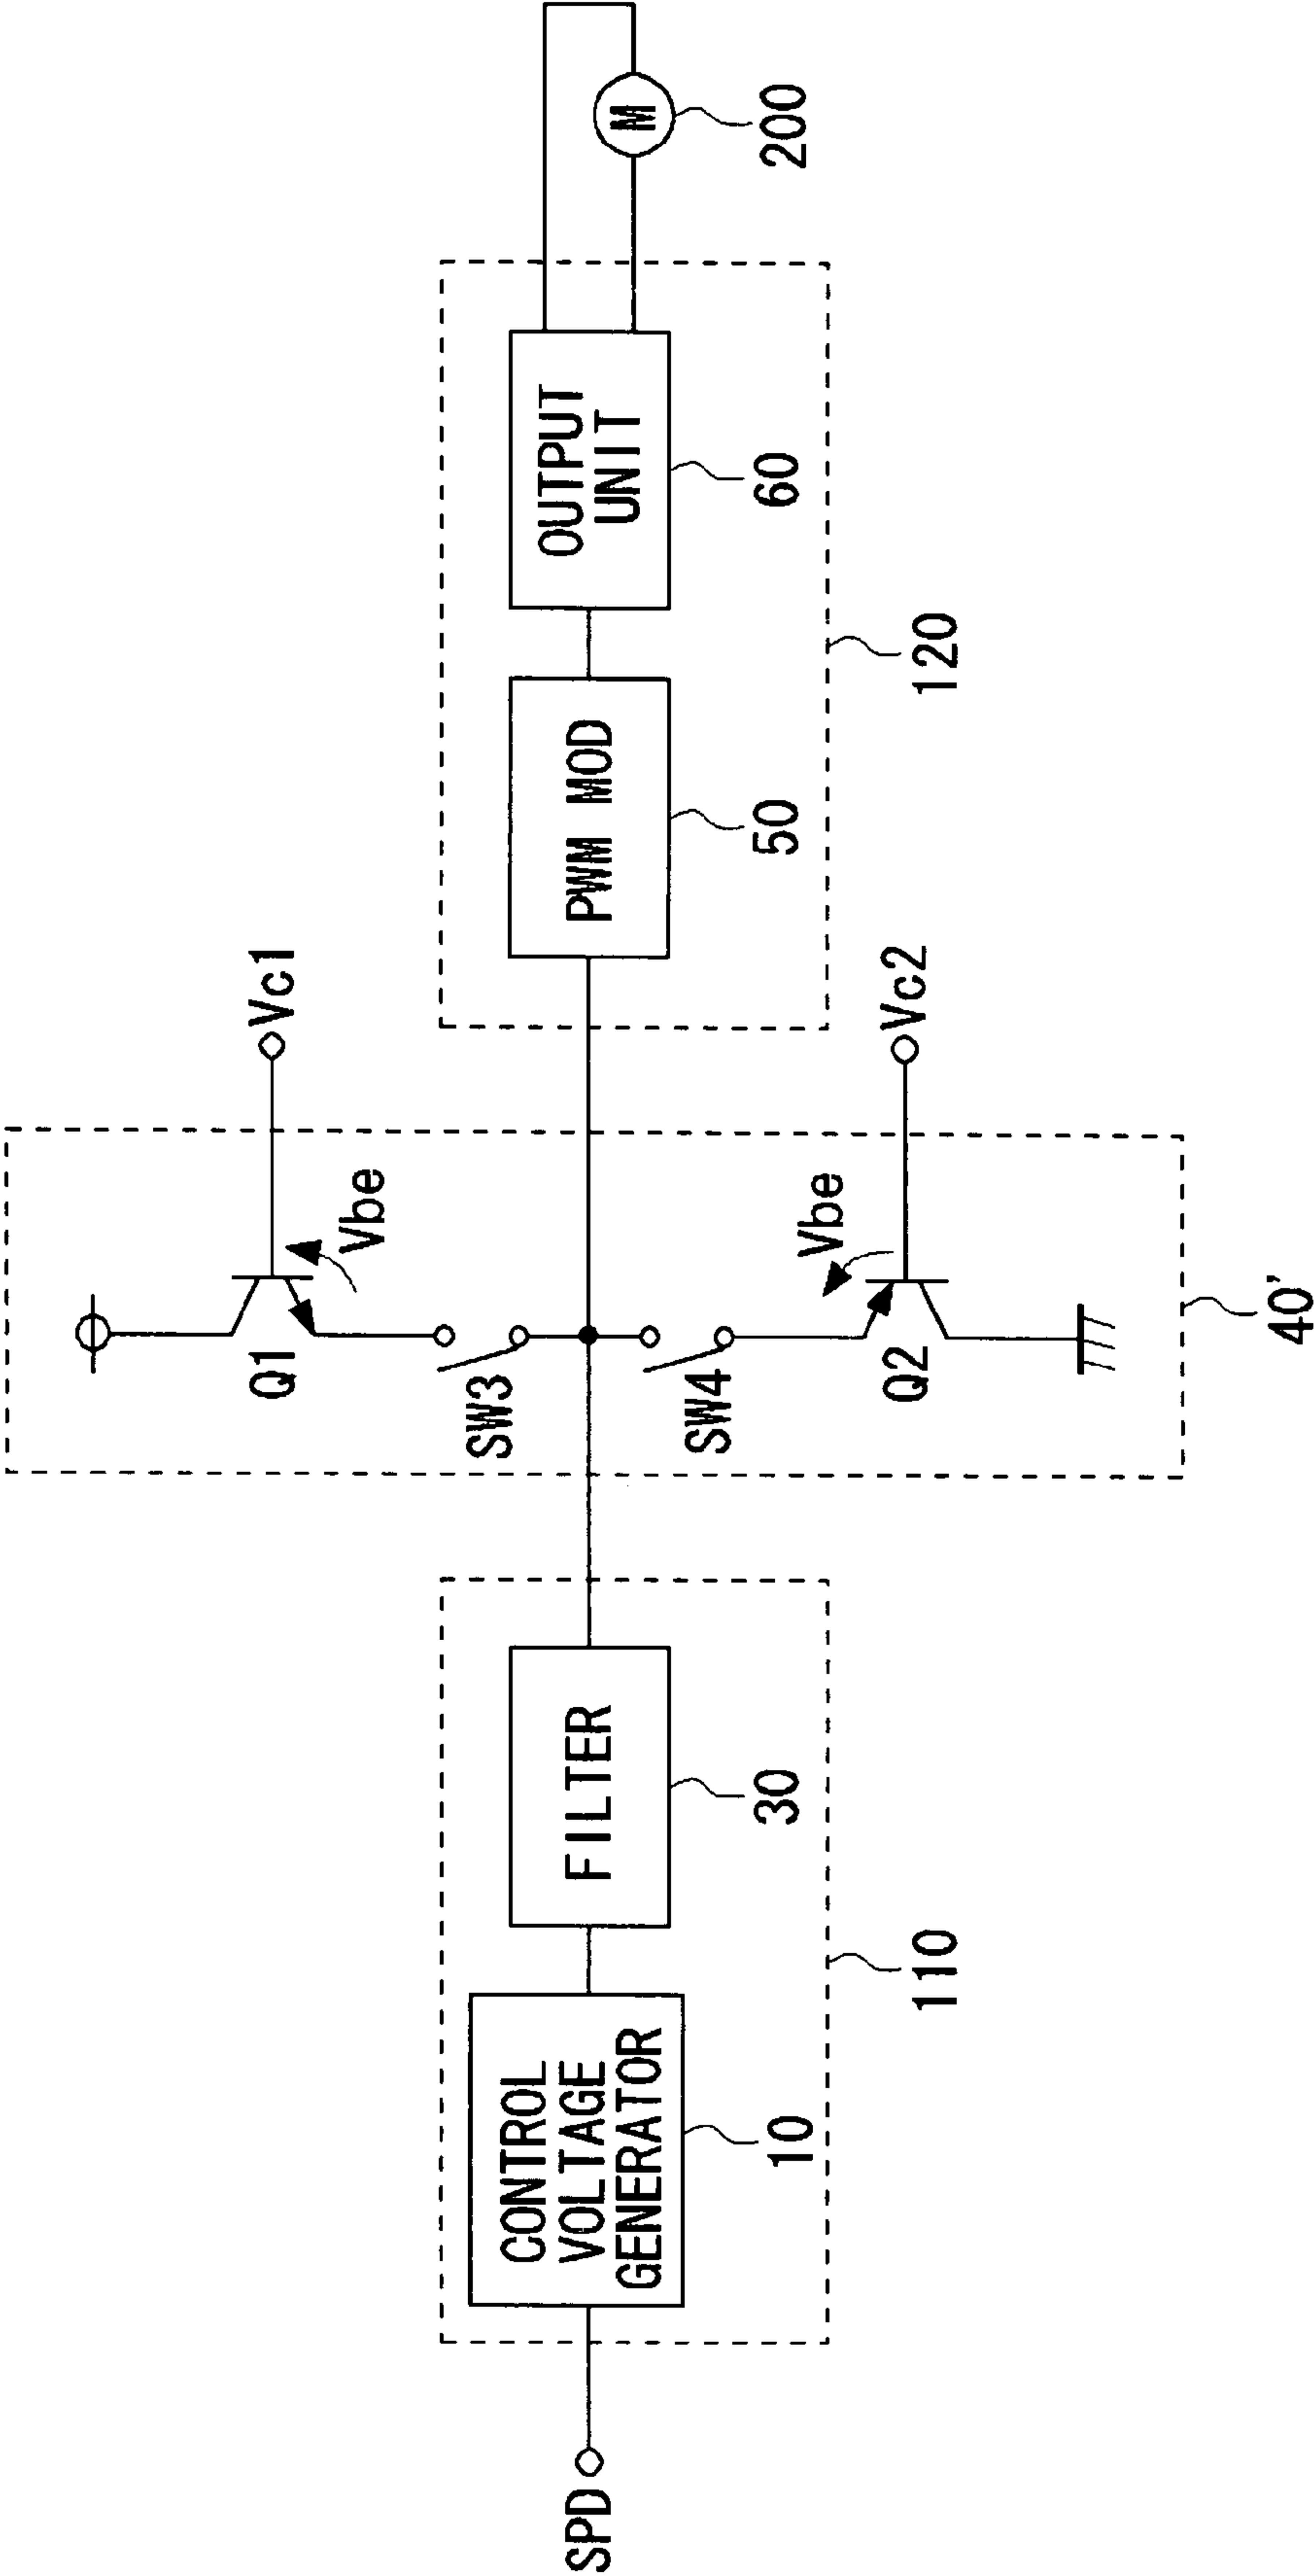 SPD
CONTROL
VOLTAGE
GENERATOR
10
FILTER
30
110
Q1
Vbe
Vc1
SW3
SW4
Q2
Vbe
Vc2
40'
PWM MOD
50
OUTPUT
UNIT
60
120
M
200